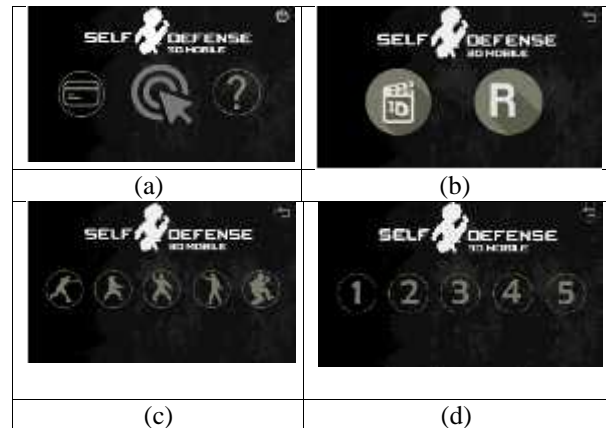 SELF DEFENSE
3D MOBILE
?
(a)
SELF DEFENSE
3D MOBILE
R
(b)
SELF DEFENSE
3D MOBILE
(c)
SELF DEFENSE
3D MOBILE
1 2 3 4 5
(d)